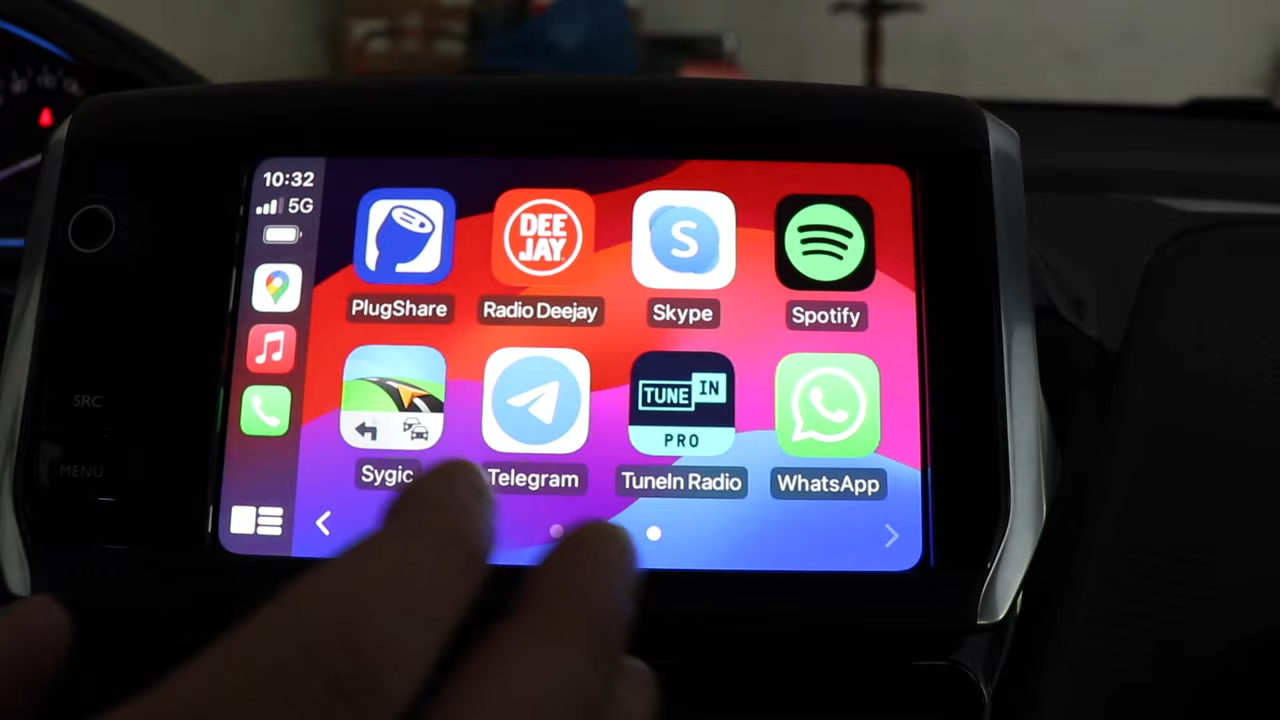 10:32
5G
SRC
MENU
DEE
JAY.
S
PlugShare
Radio Deejay
Skype
Spotify
TUNE IN
PRO
Sygic
Telegram
TuneIn Radio
WhatsApp